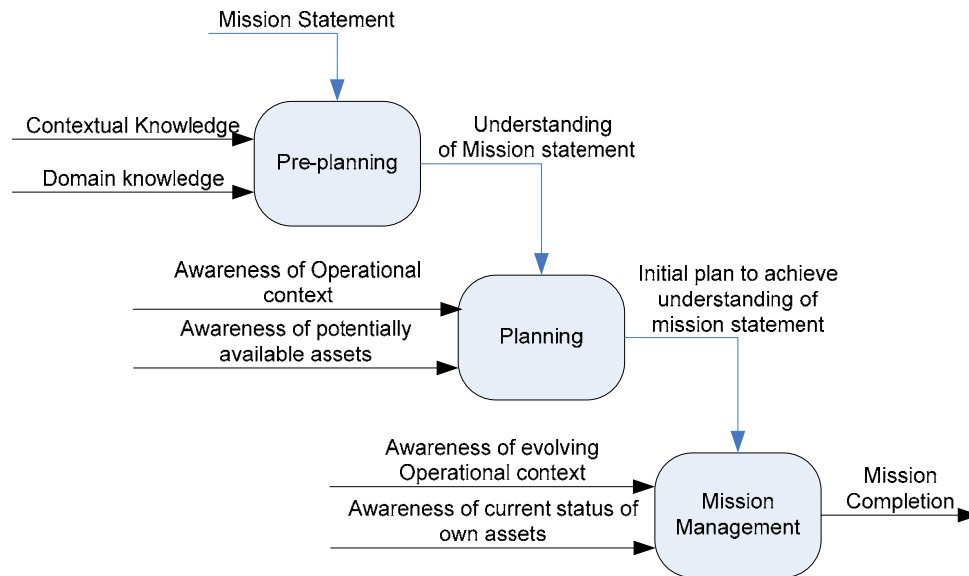 Mission Statement
Contextual Knowledge
Domain knowledge
Pre-planning
Understanding
of Mission statement
Awareness of Operational
context
Awareness of potentially
available assets
Planning
Initial plan to achieve
understanding of
mission statement
Awareness of evolving
Operational context
Awareness of current status of
own assets
Mission
Management
Mission
Completion